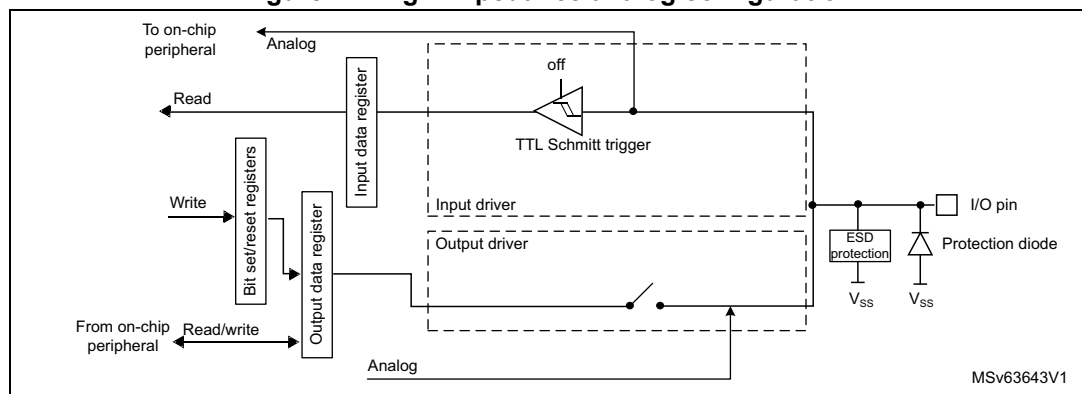 To on-chip
peripheral
Analog
off
Read
Input data register
TTL Schmitt trigger
Bit set/reset registers
Write
Input driver
Output data register
Output driver
I/O pin
ESD
protection
Protection diode
VSS
VSS
From on-chip
peripheral
Read/write
Analog
MSv63643V1